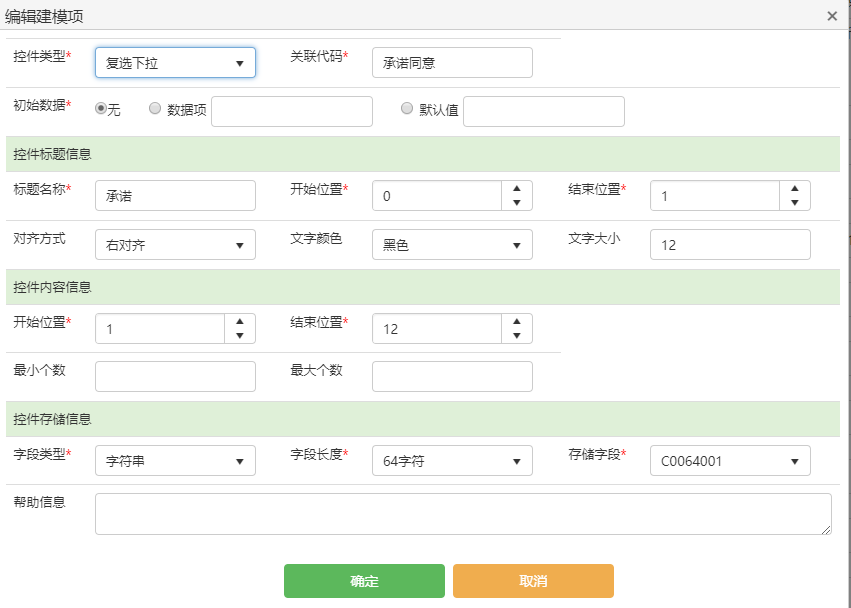 编辑建模项 ×
控件类型* 复选下拉 关联代码* 承诺同意
初始数据* 无 数据项 默认值
控件标题信息
标题名称* 承诺 开始位置* 0 结束位置* 1
对齐方式 右对齐 文字颜色 黑色 文字大小 12
控件内容信息
开始位置* 1 结束位置* 12
最小个数 最大个数
控件存储信息
字段类型* 字符串 字段长度* 64字符 存储字段* C0064001
帮助信息
确定 取消